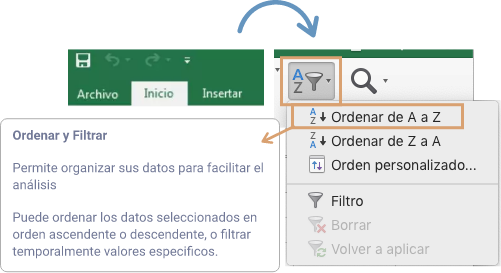 Archivo Inicio Insertar
Ordenar de A a Z
Ordenar de Z a A
Orden personalizado...
Filtro
Borrar
Volver a aplicar
Ordenar y Filtrar
Permite organizar sus datos para facilitar el
análisis
Puede ordenar los datos seleccionados en
orden ascendente o descendente, o filtrar
temporalmente valores especificos.